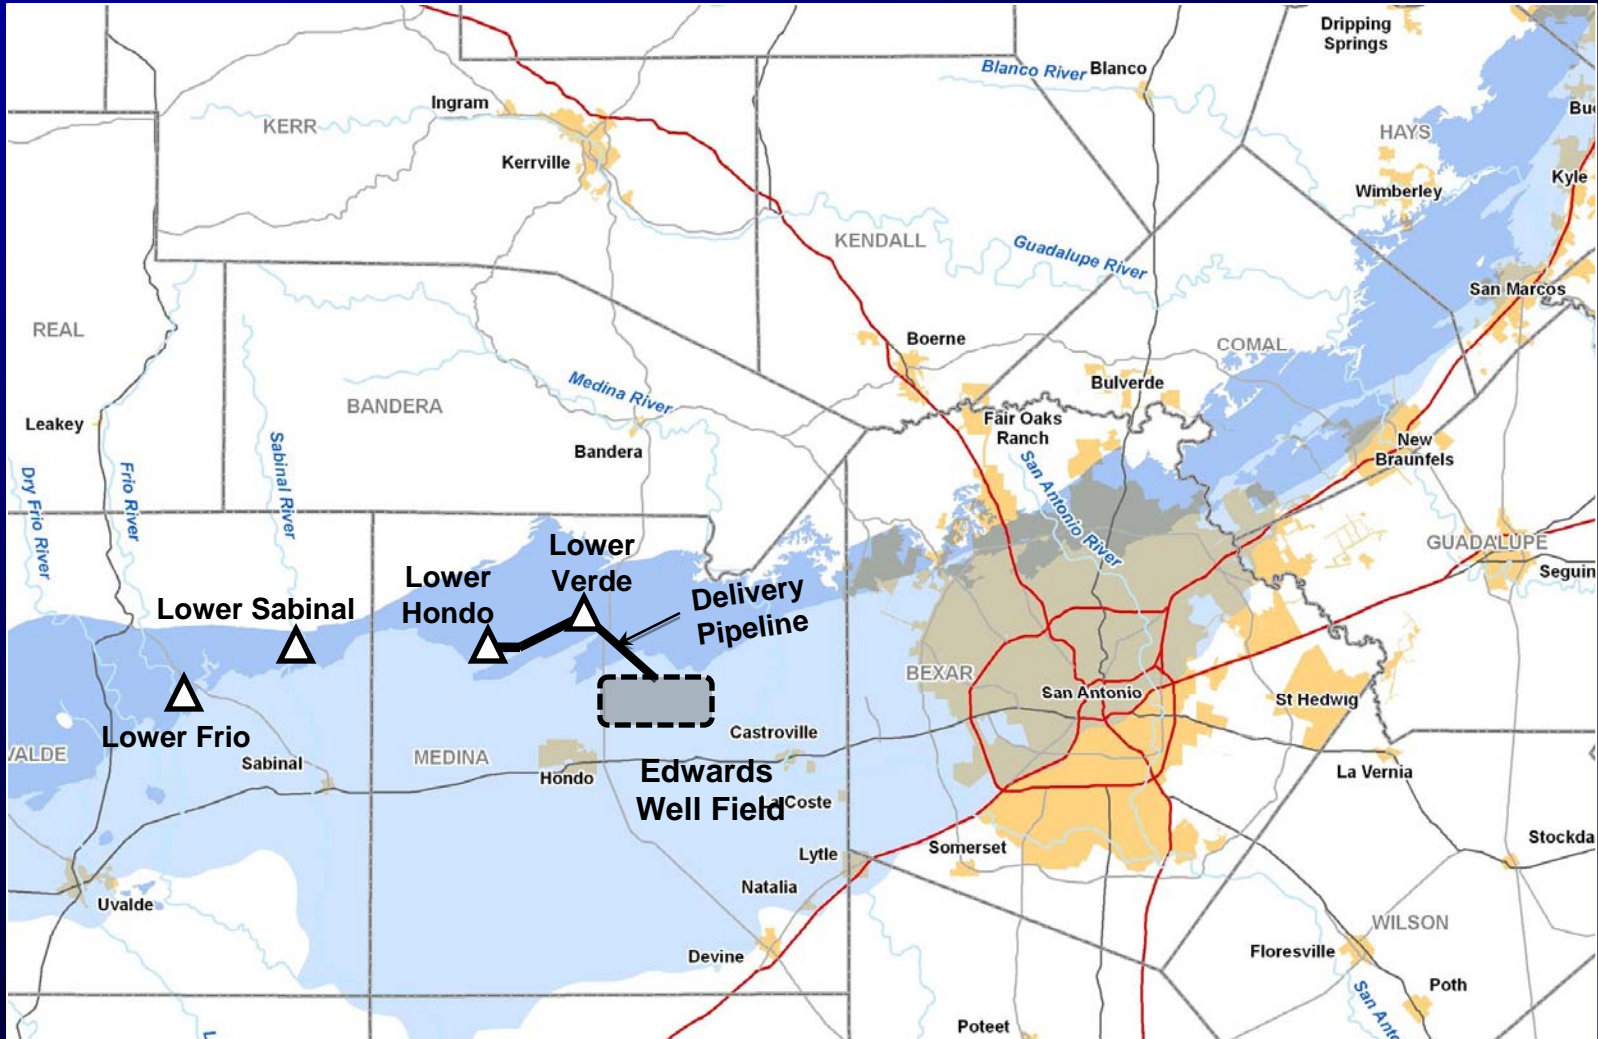 Dripping
Springs
Blanco River
Blanco
Ingram
KERR
HAYS
Kerrville
Kyle
Wimberley
KENDALL
Guadalupe River
San Marcos
REAL
Boerne
COMAL
Bulverde
Medina River
BANDERA
Leakey
Fair Oaks
Ranch
New
Braunfels
Bandera
Sabinal River
Frio River
Dry Frio River
San Antonio River
Lower
Verde
GUADALUPE
Seguin
Lower
Hondo
Delivery
Pipeline
Lower Sabinal
BEXAR
San Antonio
St Hedwig
Lower Frio
Castroville
VALDE
Sabinal
MEDINA
Hondo
Edwards
Well Field
La Coste
La Vernia
Stockda
Somerset
Lytle
Natalia
Uvalde
WILSON
Floresville
Devine
Poth
San Anto
Poteet
L